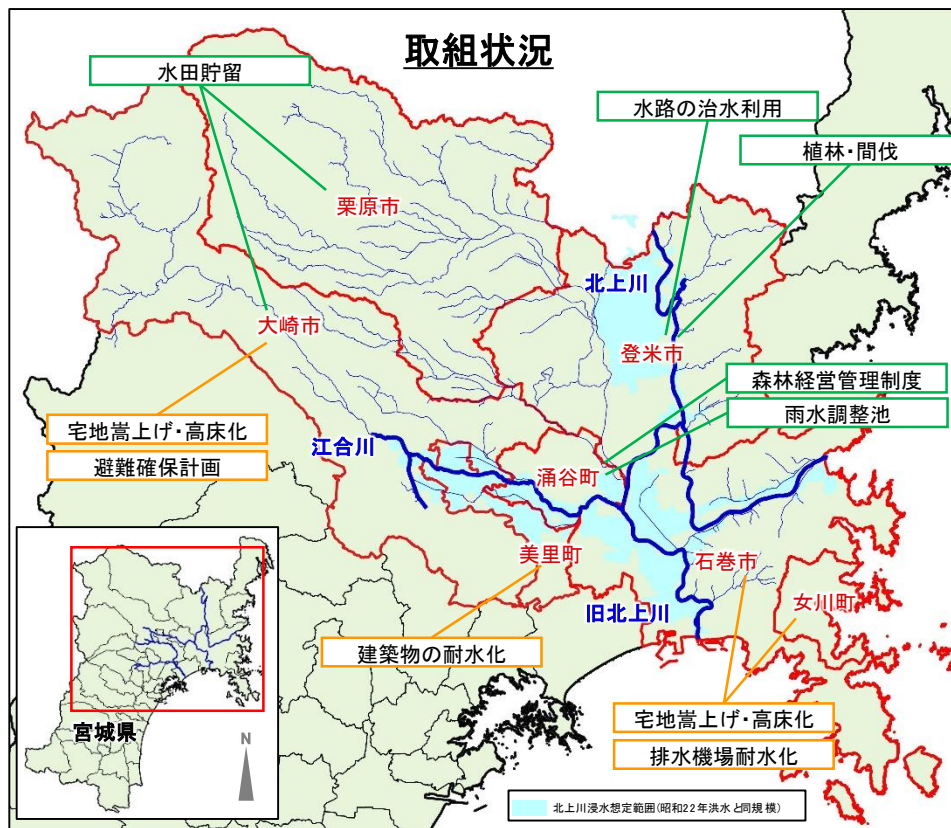 取組状況
水田貯留
水路の治水利用
植林・間伐
栗原市
北上川
大崎市
登米市
森林経営管理制度
雨水調整池
宅地嵩上げ・高床化
避難確保計画
江合川
涌谷町
美里町
石巻市
女川町
旧北上川
建築物の耐水化
宅地嵩上げ・高床化
排水機場耐水化
宮城県
N
北上川浸水想定範囲(昭和22年洪水と同規模)